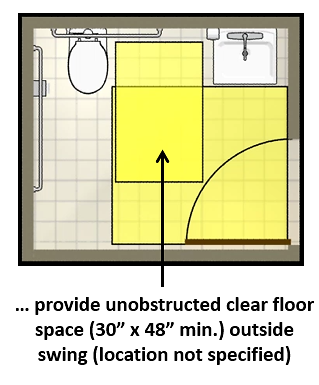 ... provide unobstructed clear floor
space (30” x 48” min.) outside
swing (location not specified)